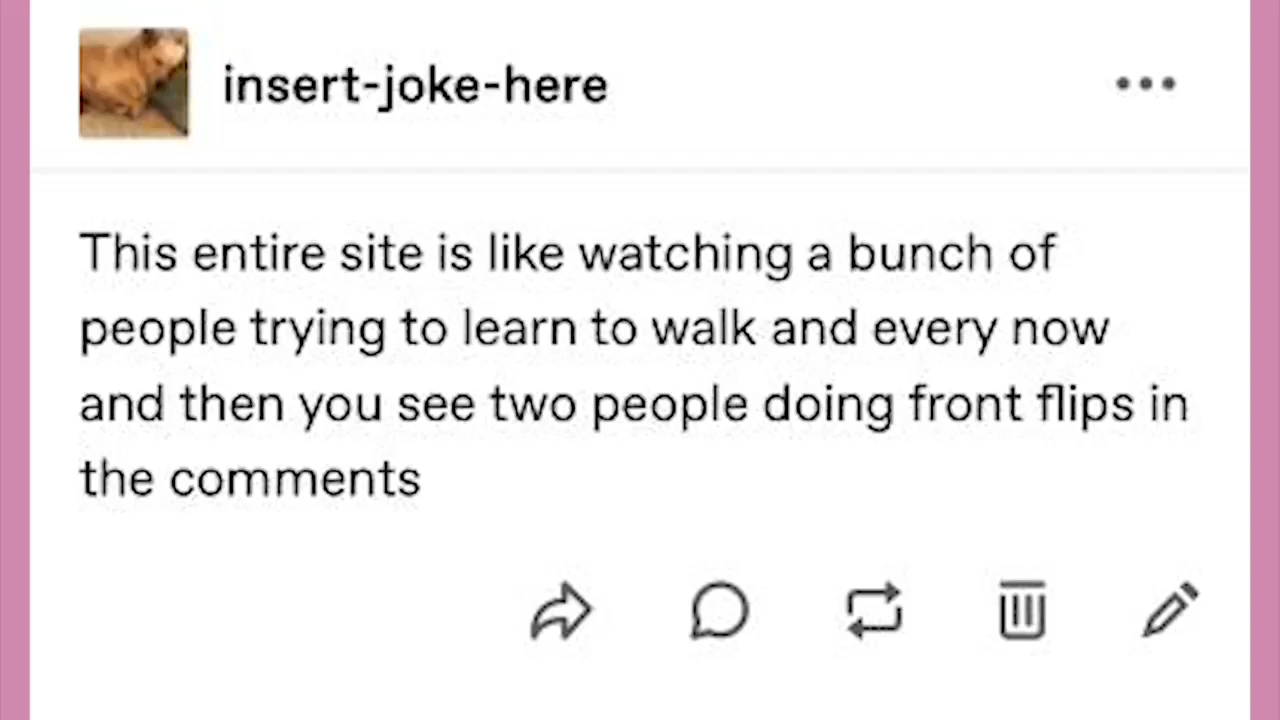 insert-joke-here
This entire site is like watching a bunch of
people trying to learn to walk and every now
and then you see two people doing front flips in
the comments